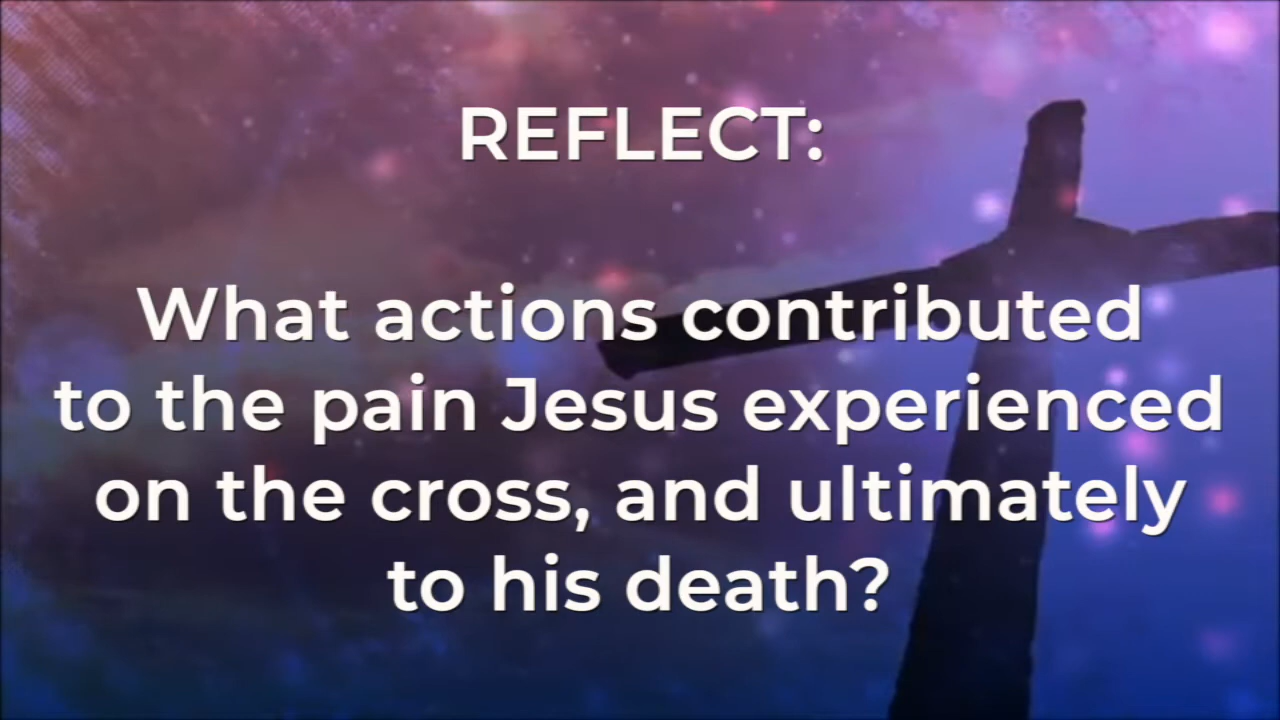 REFLECT:
What actions contributed
to the pain Jesus experienced
on the cross, and ultimately
to his death?